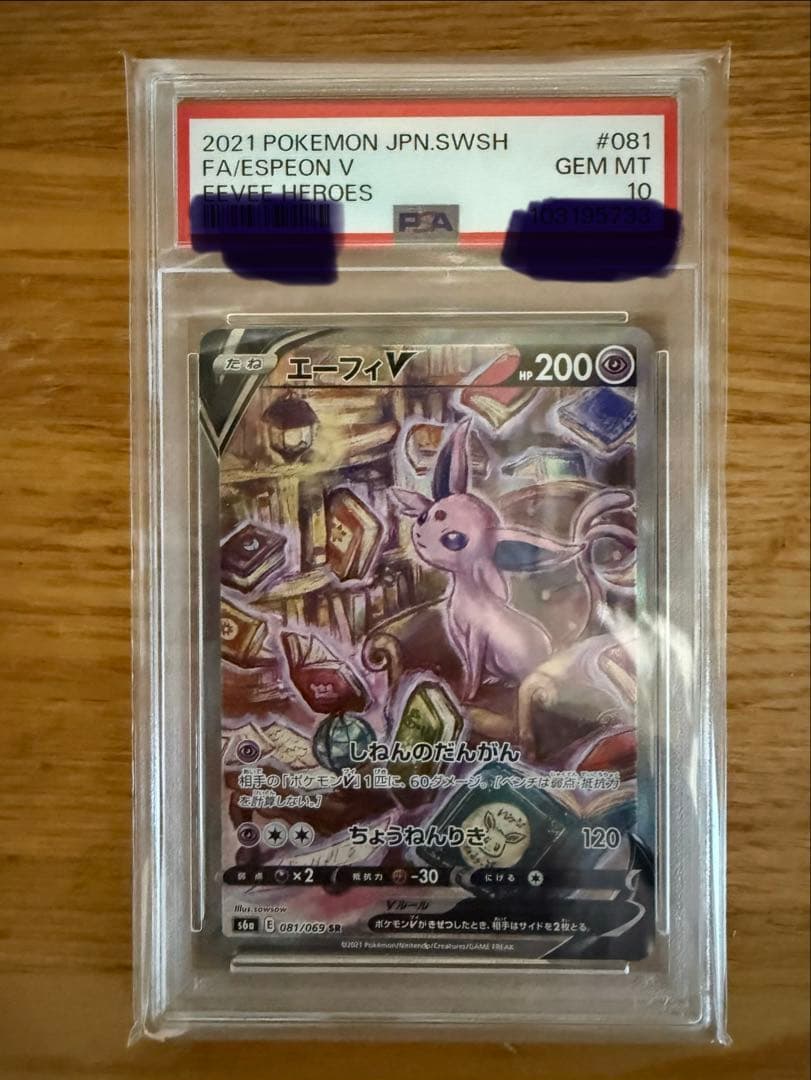 2021 POKEMON JPN.SWSH #081
FA/ESPEON V GEM MT
EEVEE HEROES 10
PSA 103195733
たね エーフィV HP 200
しねんのだんがん
相手の「ポケモンV」1匹に、60ダメージ。[ベンチは弱点・抵抗力
を計算しない。]
ちょうねんりき 120
弱点 ×2 抵抗力 -30 にげる
Illus. sowsow Vルール
s6a E 081/069 SR ポケモンVがきぜつしたとき、相手はサイドを2枚とる。
©2021 Pokémon/Nintendo/Creatures/GAME FREAK